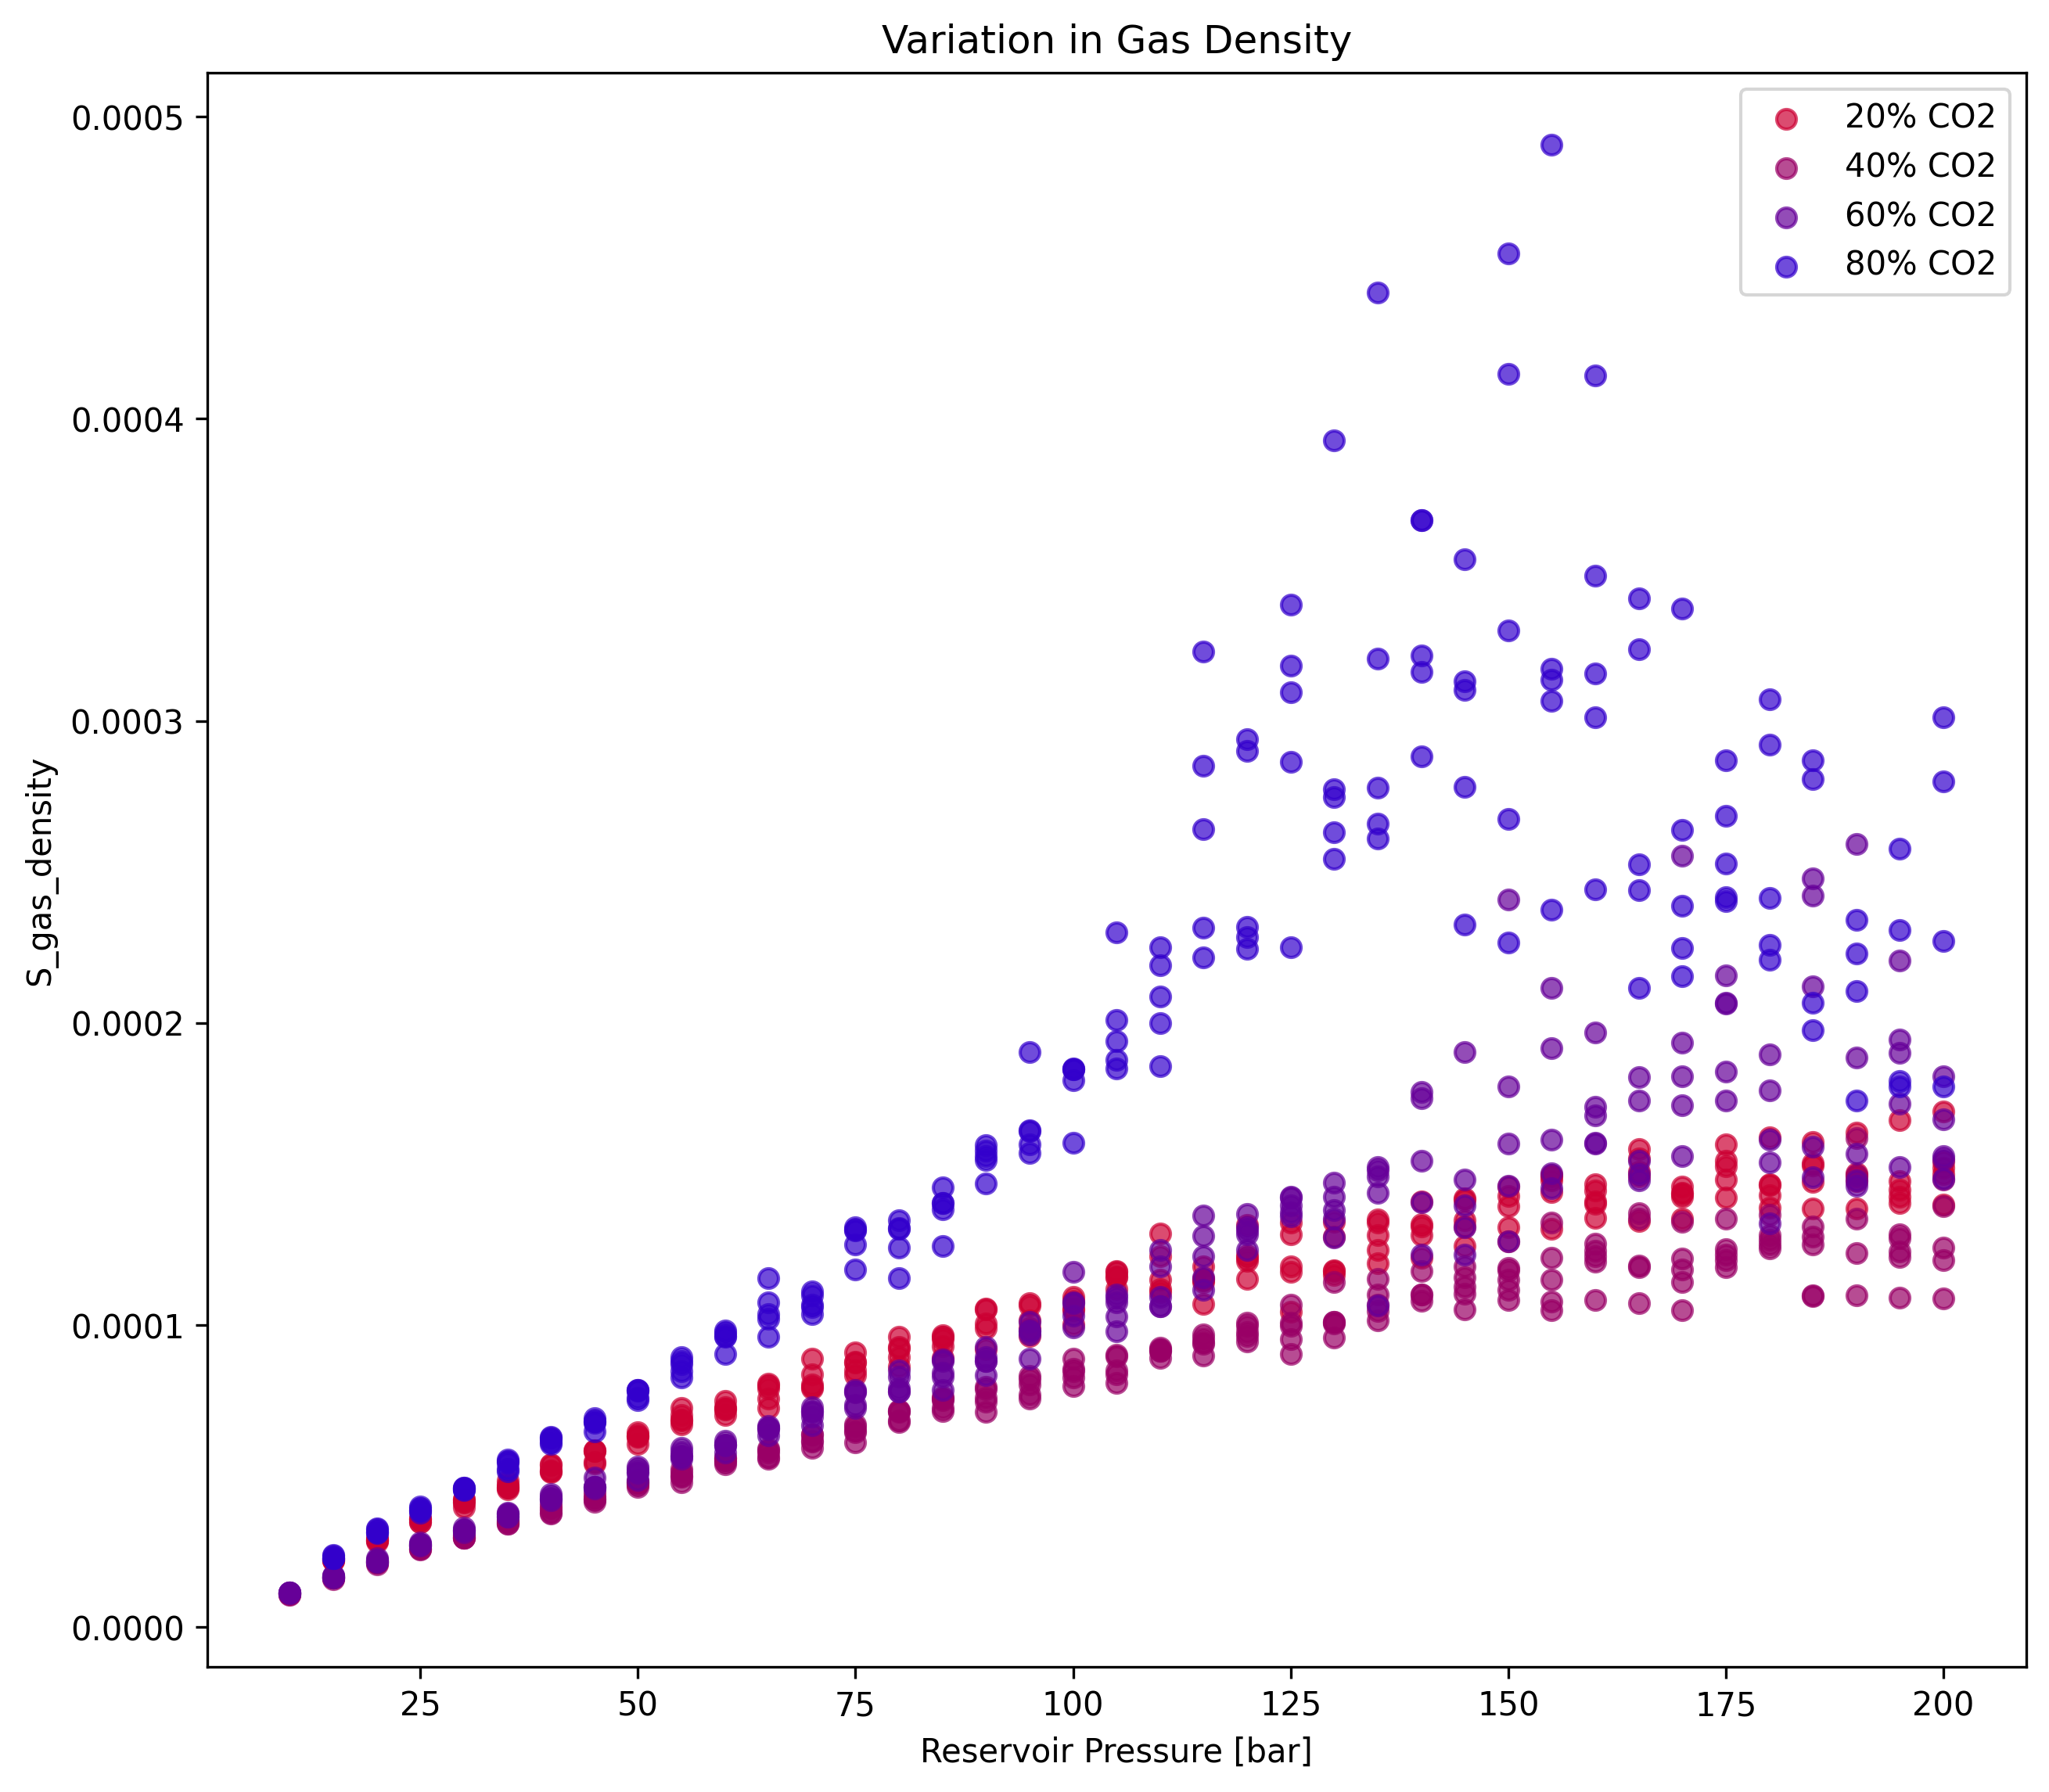 Variation in Gas Density
20% CO2
40% CO2
60% CO2
80% CO2
S_gas_density
0.0005
0.0004
0.0003
0.0002
0.0001
0.0000
25 50 75 100 125 150 175 200
Reservoir Pressure [bar]